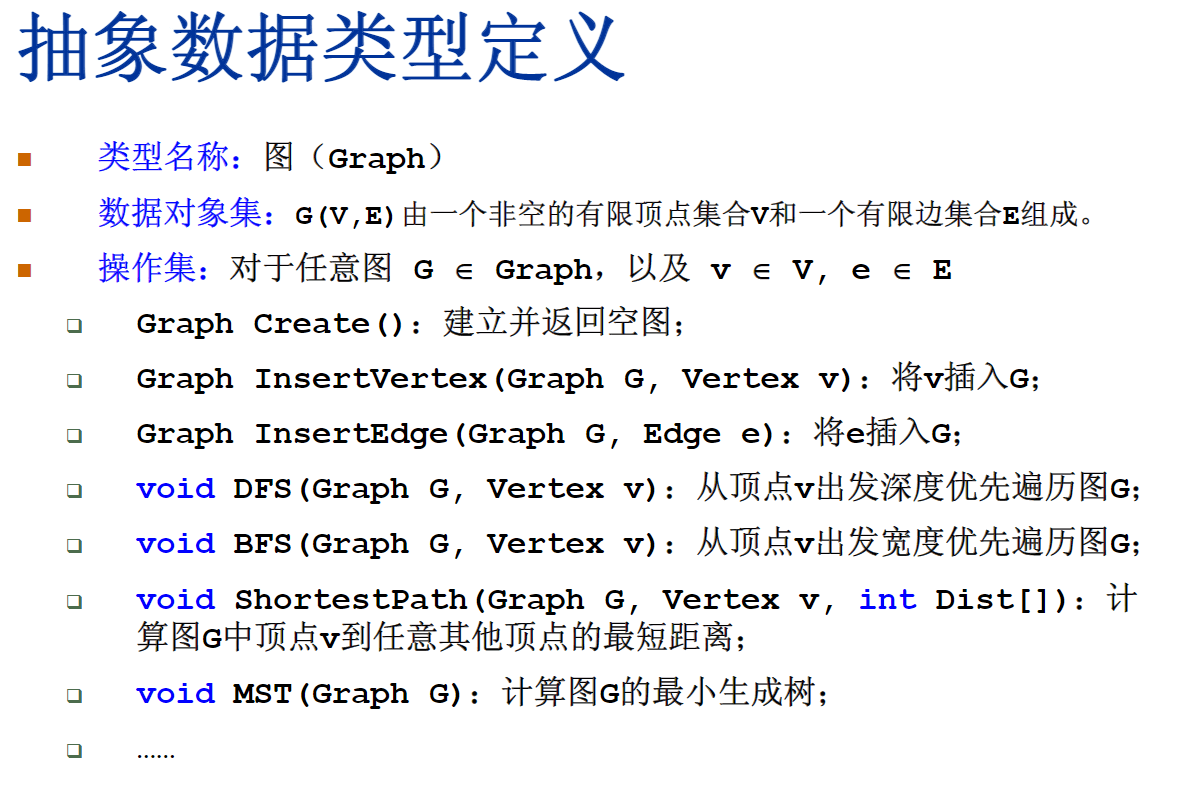 抽象数据类型定义
类型名称：图（Graph）
数据对象集：G(V,E)由一个非空的有限顶点集合V和一个有限边集合E组成。
操作集：对于任意图 G ∈ Graph，以及 v ∈ V, e ∈ E
Graph Create()：建立并返回空图；
Graph InsertVertex(Graph G, Vertex v)：将v插入G；
Graph InsertEdge(Graph G, Edge e)：将e插入G；
void DFS(Graph G, Vertex v)：从顶点v出发深度优先遍历图G；
void BFS(Graph G, Vertex v)：从顶点v出发宽度优先遍历图G；
void ShortestPath(Graph G, Vertex v, int Dist[])：计
算图G中顶点v到任意其他顶点的最短距离；
void MST(Graph G)：计算图G的最小生成树；
……